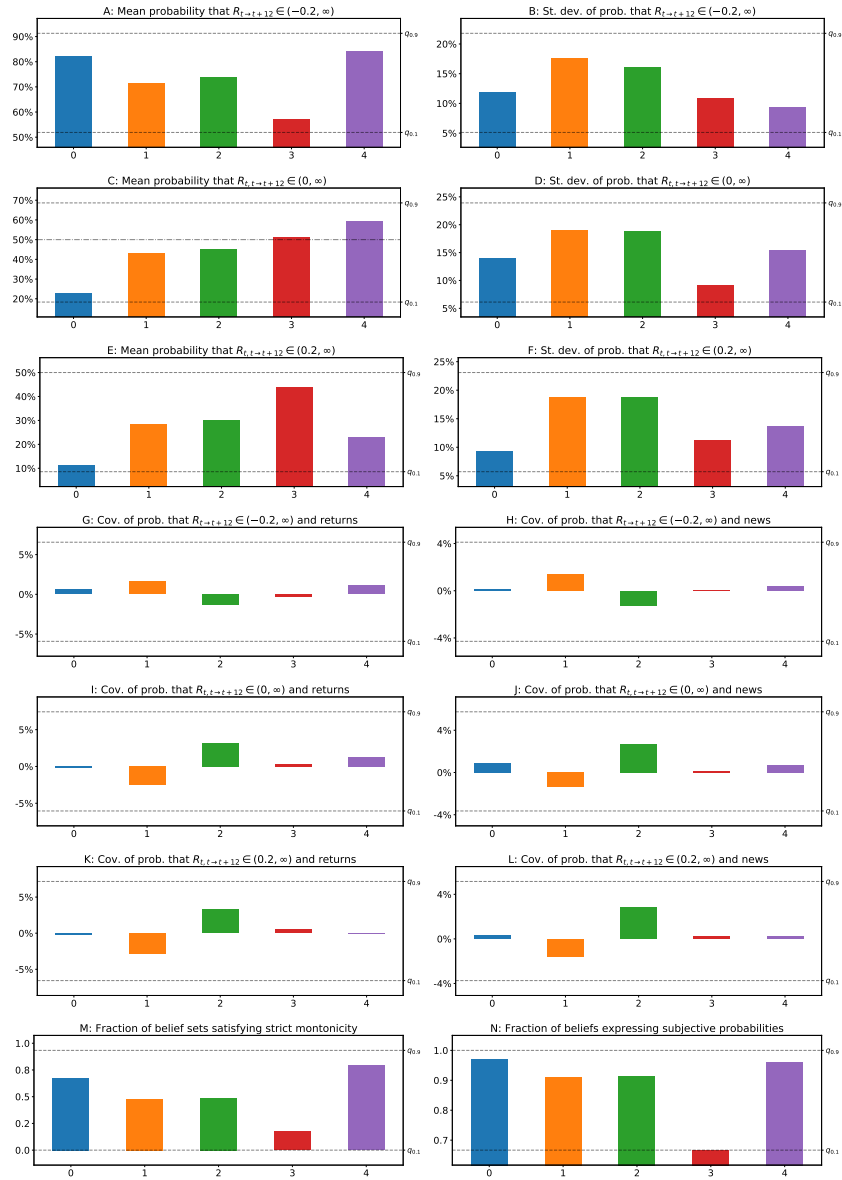 A: Mean probability that R_{t→t+12} ∈ (−0.2, ∞)
90%
80%
70%
60%
50%
q_{0.9}
q_{0.1}
0 1 2 3 4
B: St. dev. of prob. that R_{t→t+12} ∈ (−0.2, ∞)
20%
15%
10%
5%
q_{0.9}
q_{0.1}
0 1 2 3 4
C: Mean probability that R_{t,t→t+12} ∈ (0, ∞)
70%
60%
50%
40%
30%
20%
q_{0.9}
q_{0.1}
0 1 2 3 4
D: St. dev. of prob. that R_{t,t→t+12} ∈ (0, ∞)
25%
20%
15%
10%
5%
q_{0.9}
q_{0.1}
0 1 2 3 4
E: Mean probability that R_{t,t→t+12} ∈ (0.2, ∞)
50%
40%
30%
20%
10%
q_{0.9}
q_{0.1}
0 1 2 3 4
F: St. dev. of prob. that R_{t,t→t+12} ∈ (0.2, ∞)
25%
20%
15%
10%
5%
q_{0.9}
q_{0.1}
0 1 2 3 4
G: Cov. of prob. that R_{t→t+12} ∈ (−0.2, ∞) and returns
5%
0%
-5%
q_{0.9}
q_{0.1}
0 1 2 3 4
H: Cov. of prob. that R_{t→t+12} ∈ (−0.2, ∞) and news
4%
0%
-4%
q_{0.9}
q_{0.1}
0 1 2 3 4
I: Cov. of prob. that R_{t,t→t+12} ∈ (0, ∞) and returns
5%
0%
-5%
q_{0.9}
q_{0.1}
0 1 2 3 4
J: Cov. of prob. that R_{t,t→t+12} ∈ (0, ∞) and news
4%
0%
-4%
q_{0.9}
q_{0.1}
0 1 2 3 4
K: Cov. of prob. that R_{t,t→t+12} ∈ (0.2, ∞) and returns
5%
0%
-5%
q_{0.9}
q_{0.1}
0 1 2 3 4
L: Cov. of prob. that R_{t,t→t+12} ∈ (0.2, ∞) and news
4%
0%
-4%
q_{0.9}
q_{0.1}
0 1 2 3 4
M: Fraction of belief sets satisfying strict montonicity
1.0
0.8
0.5
0.2
0.0
q_{0.9}
q_{0.1}
0 1 2 3 4
N: Fraction of beliefs expressing subjective probabilities
1.0
0.9
0.8
0.7
q_{0.9}
q_{0.1}
0 1 2 3 4